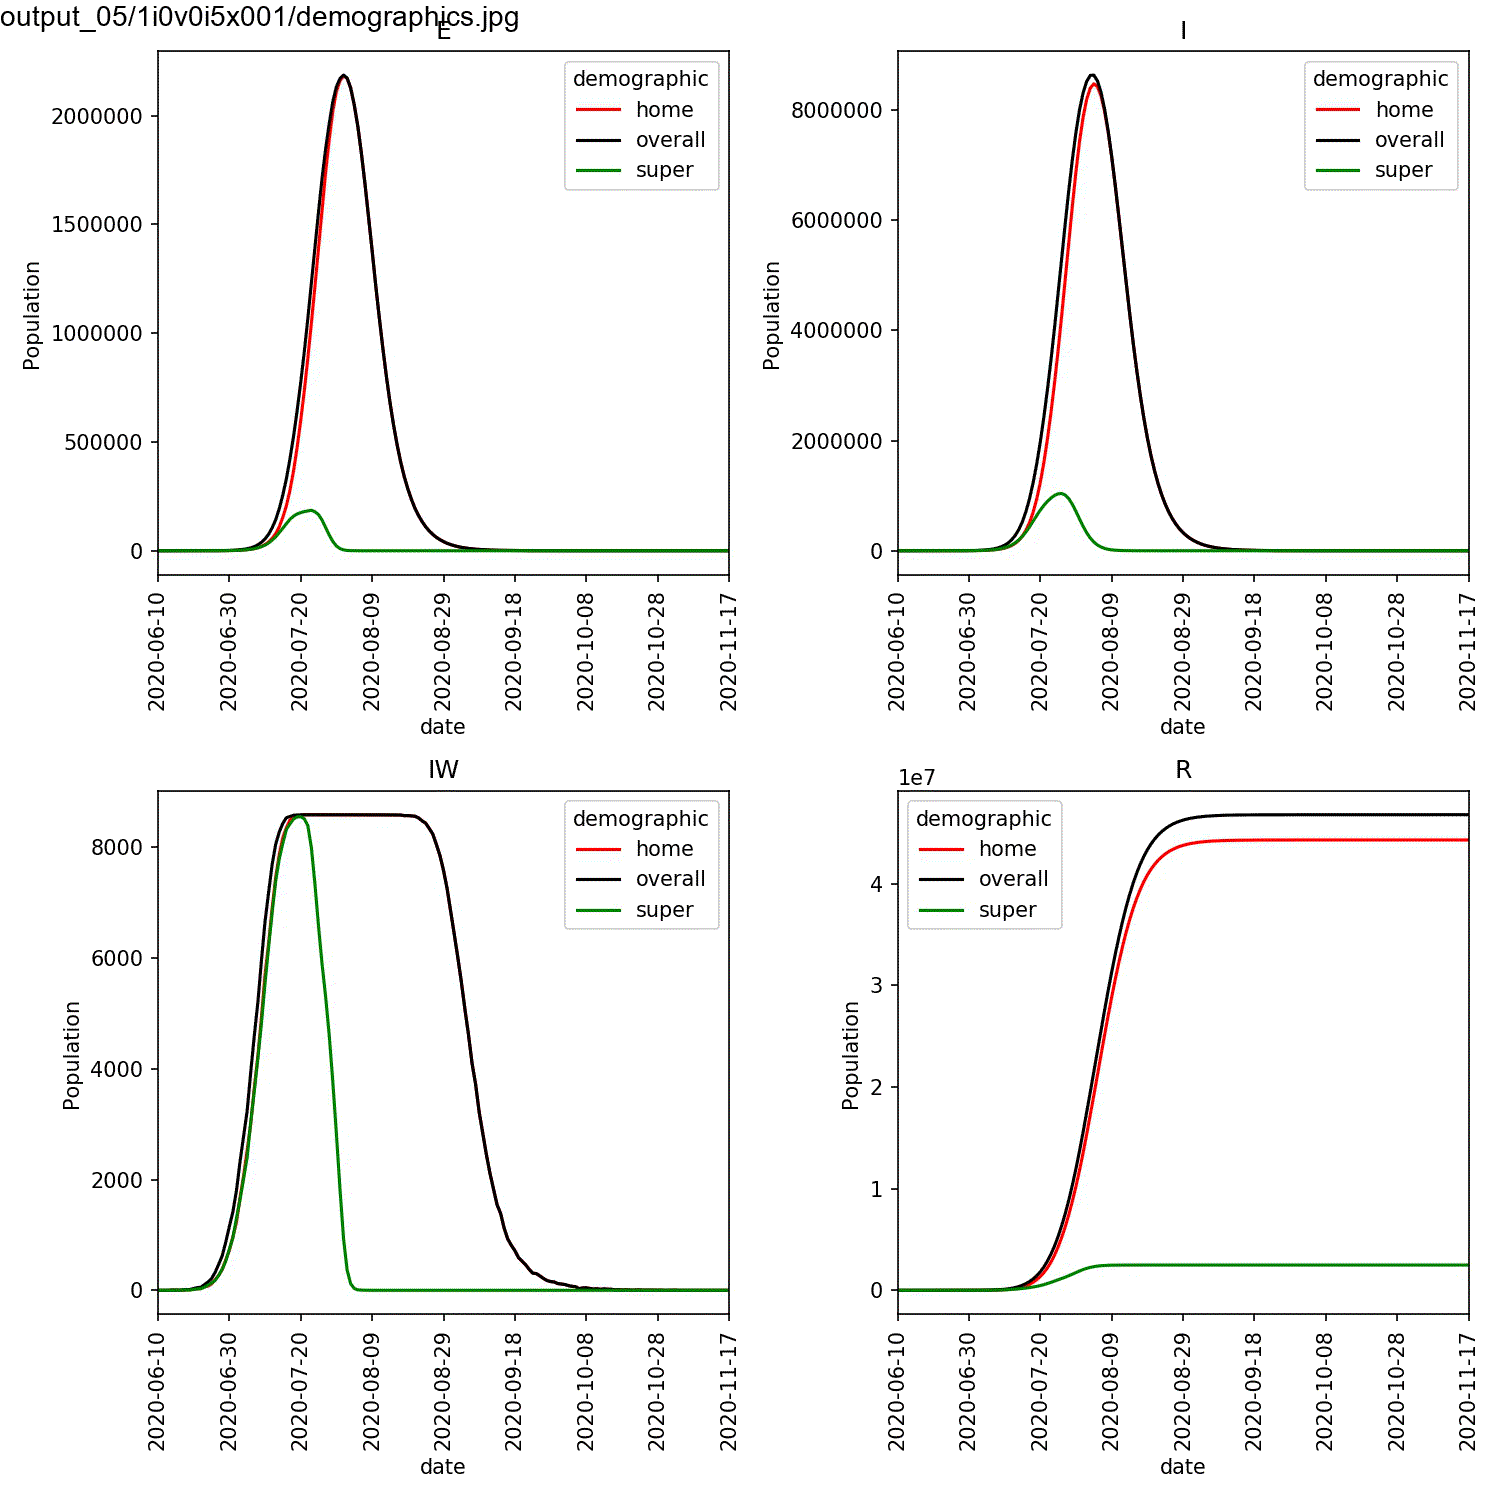 output_05/1i0v0i5x001/demographics.jpg
E
Population
2000000
1500000
1000000
500000
0
demographic
home
overall
super
2020-06-10
2020-06-30
2020-07-20
2020-08-09
2020-08-29
2020-09-18
2020-10-08
2020-10-28
2020-11-17
date
I
Population
8000000
6000000
4000000
2000000
0
demographic
home
overall
super
2020-06-10
2020-06-30
2020-07-20
2020-08-09
2020-08-29
2020-09-18
2020-10-08
2020-10-28
2020-11-17
date
IW
Population
8000
6000
4000
2000
0
demographic
home
overall
super
2020-06-10
2020-06-30
2020-07-20
2020-08-09
2020-08-29
2020-09-18
2020-10-08
2020-10-28
2020-11-17
date
R
1e7
Population
4
3
2
1
0
demographic
home
overall
super
2020-06-10
2020-06-30
2020-07-20
2020-08-09
2020-08-29
2020-09-18
2020-10-08
2020-10-28
2020-11-17
date